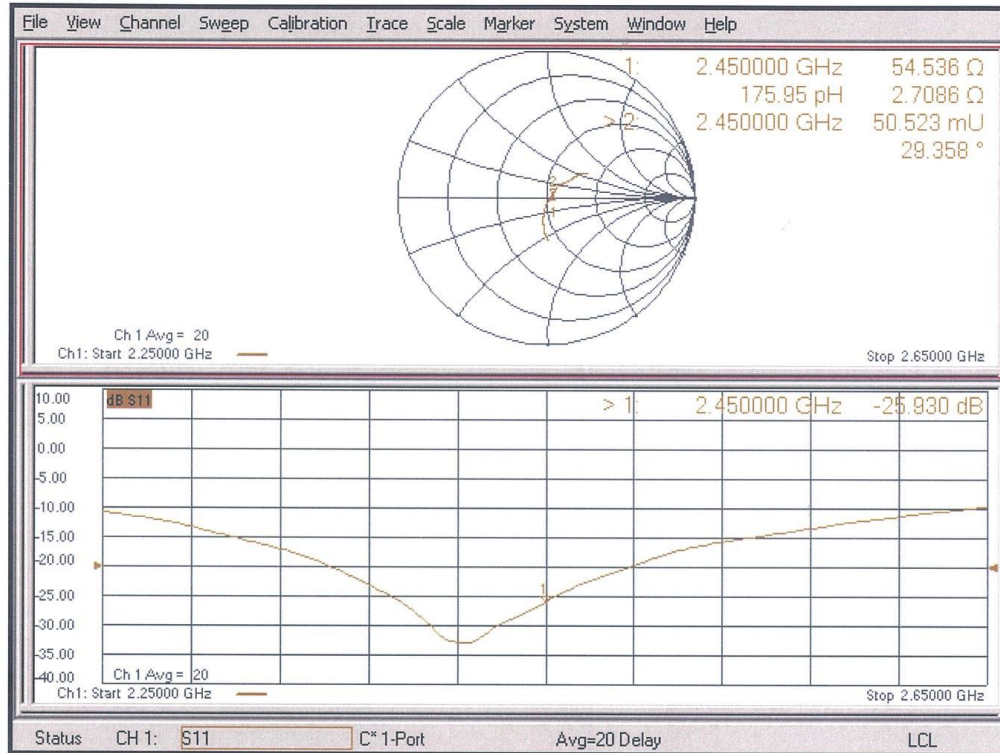 File View Channel Sweep Calibration Trace Scale Marker System Window Help
1: 2.450000 GHz 54.536 Ω
175.95 pH 2.7086 Ω
> 2: 2.450000 GHz 50.523 mU
29.358 °
2
1
Ch 1 Avg = 20
Ch1: Start 2.25000 GHz Stop 2.65000 GHz
10.00 dB S11 > 1: 2.450000 GHz -25.930 dB
5.00
0.00
-5.00
-10.00
-15.00
-20.00
-25.00
1
-30.00
-35.00
-40.00 Ch 1 Avg = 20
Ch1: Start 2.25000 GHz Stop 2.65000 GHz
Status CH 1: S11 C* 1-Port Avg=20 Delay LCL